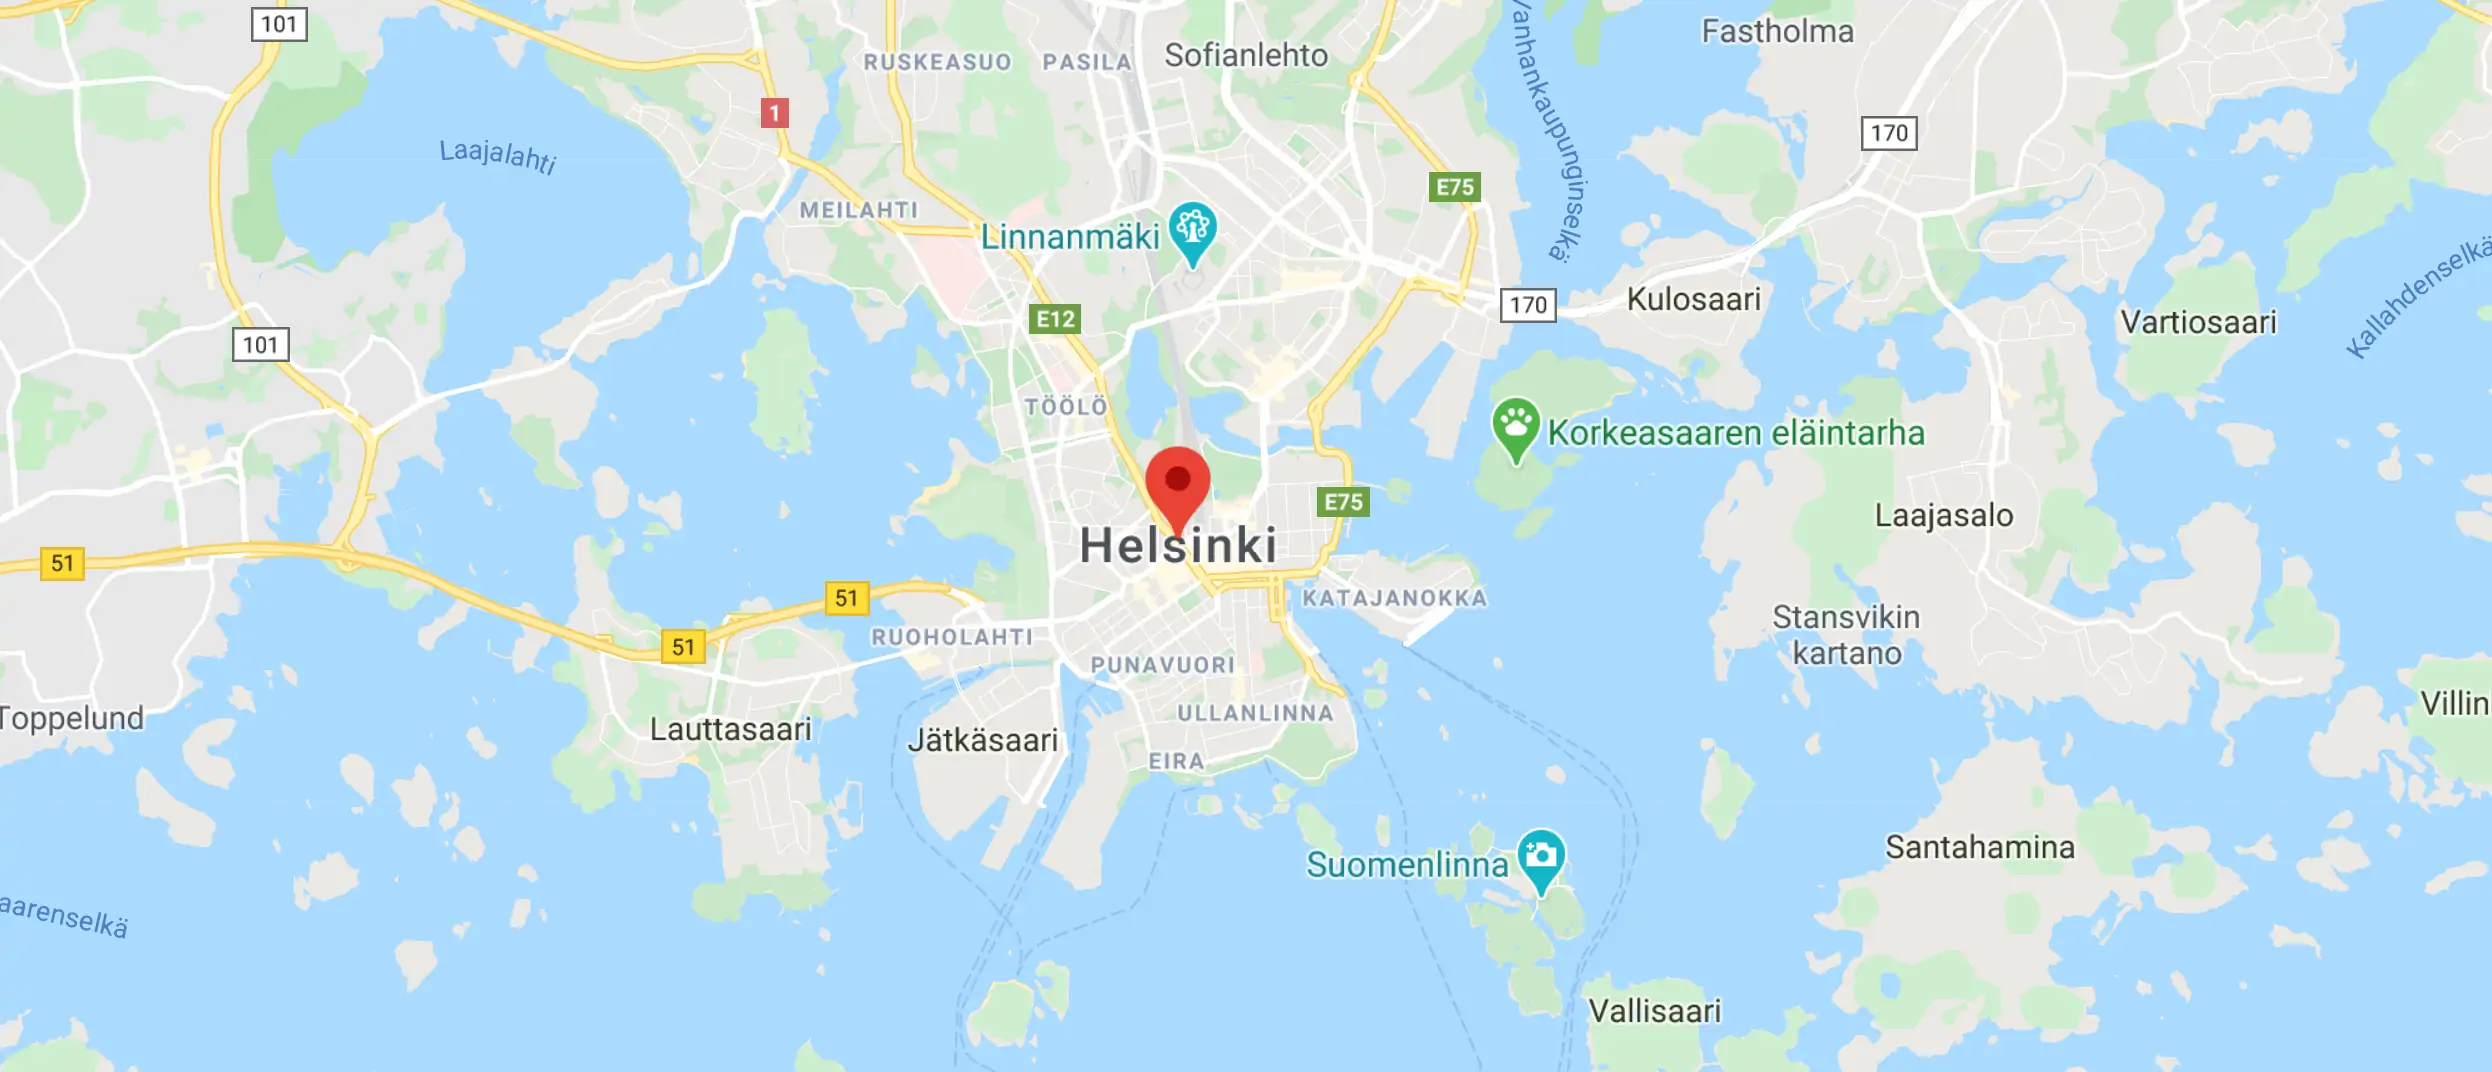 101
Fastholma
RUSKEASUO
PASILA
Sofianlehto
Vanhankaupunginselkä
1
170
Laajalahti
E75
MEILAHTI
Linnanmäki
Kallahdenselkä
170
Kulosaari
E12
Vartiosaari
101
TÖÖLÖ
Korkeasaaren eläintarha
E75
Laajasalo
Helsinki
51
51
KATAJANOKKA
Stansvikin
kartano
RUOHOLAHTI
51
PUNAVUORI
Villin
Toppelund
ULLANLINNA
Lauttasaari
Jätkäsaari
EIRA
Santahamina
Suomenlinna
aarenselkä
Vallisaari